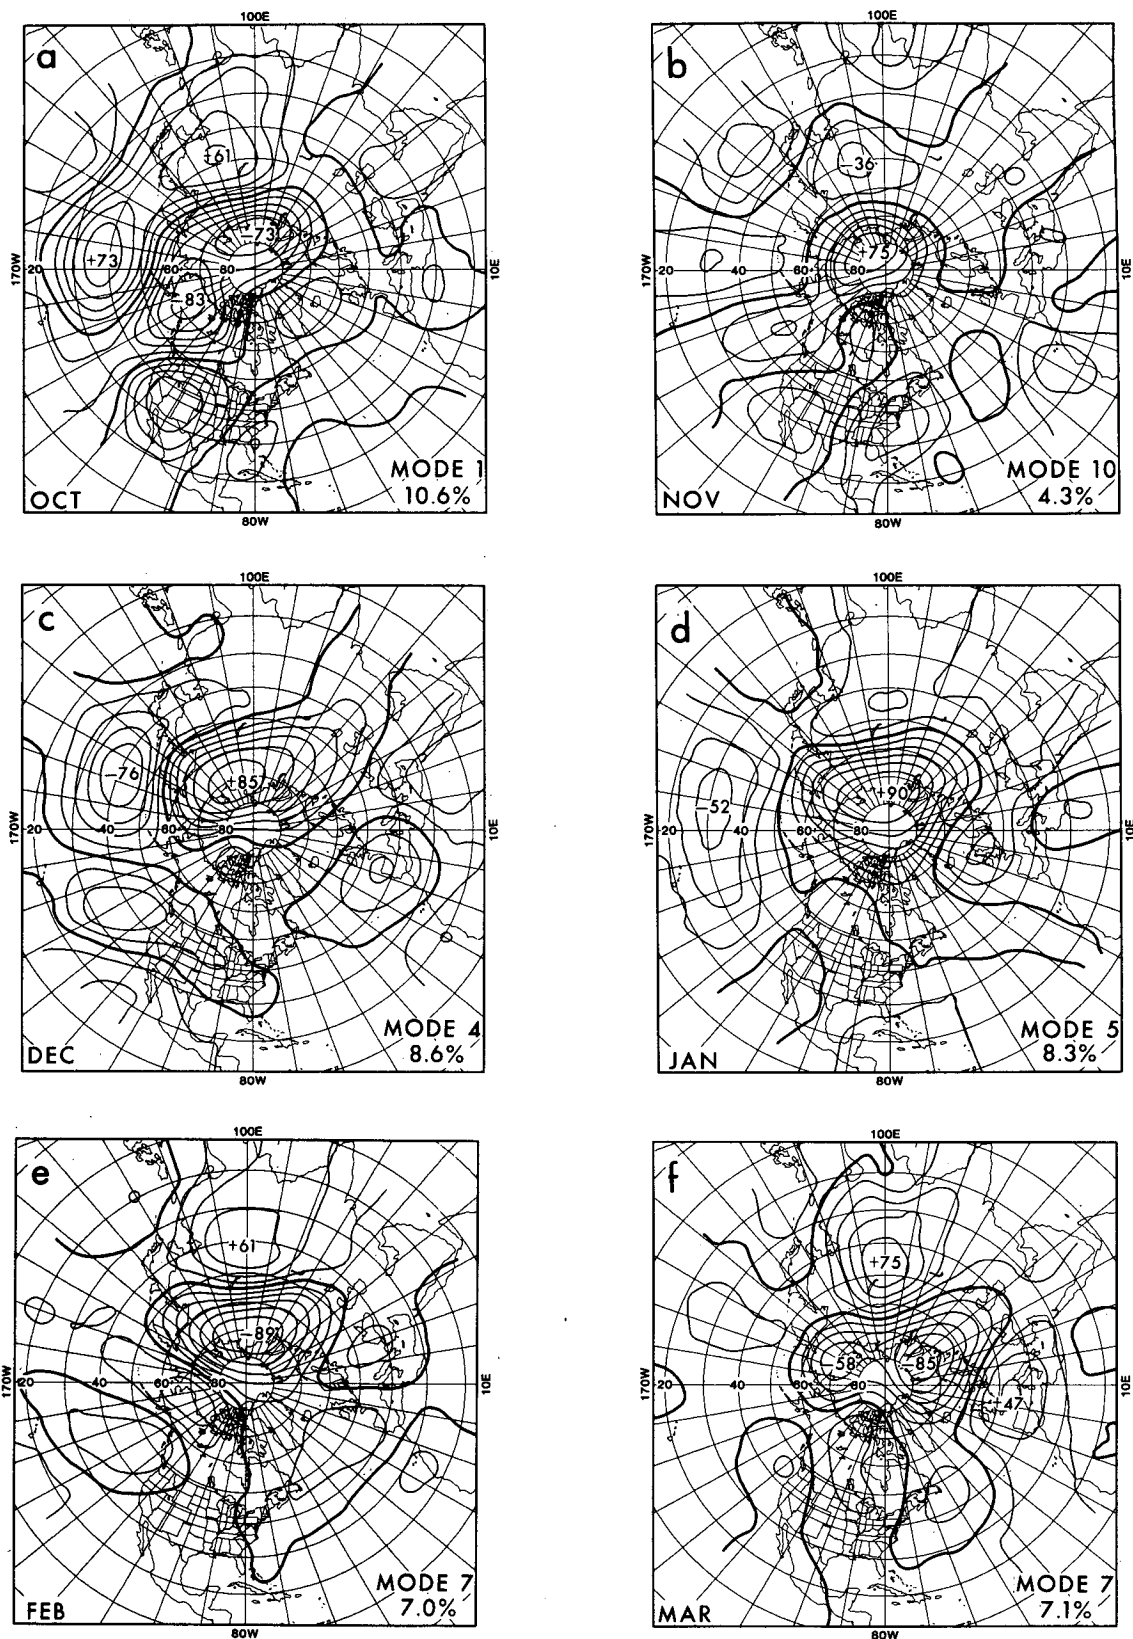 100E
a
+61
-73
+73
-83
170W
20
60
80
10E
MODE 1
10.6%
OCT
80W
100E
b
-36
+75
170W
20
40
60
80
10E
MODE 10
4.3%
NOV
80W
100E
c
-76
+85
170W
20
40
60
80
10E
MODE 4
8.6%
DEC
80W
100E
d
+90
-52
170W
20
40
60
80
10E
MODE 5
8.3%
JAN
80W
100E
e
+61
-89
170W
20
40
60
80
10E
MODE 7
7.0%
FEB
80W
100E
f
+75
-58
-85
170W
20
40
60
80
10E
+47
MODE 7
7.1%
MAR
80W